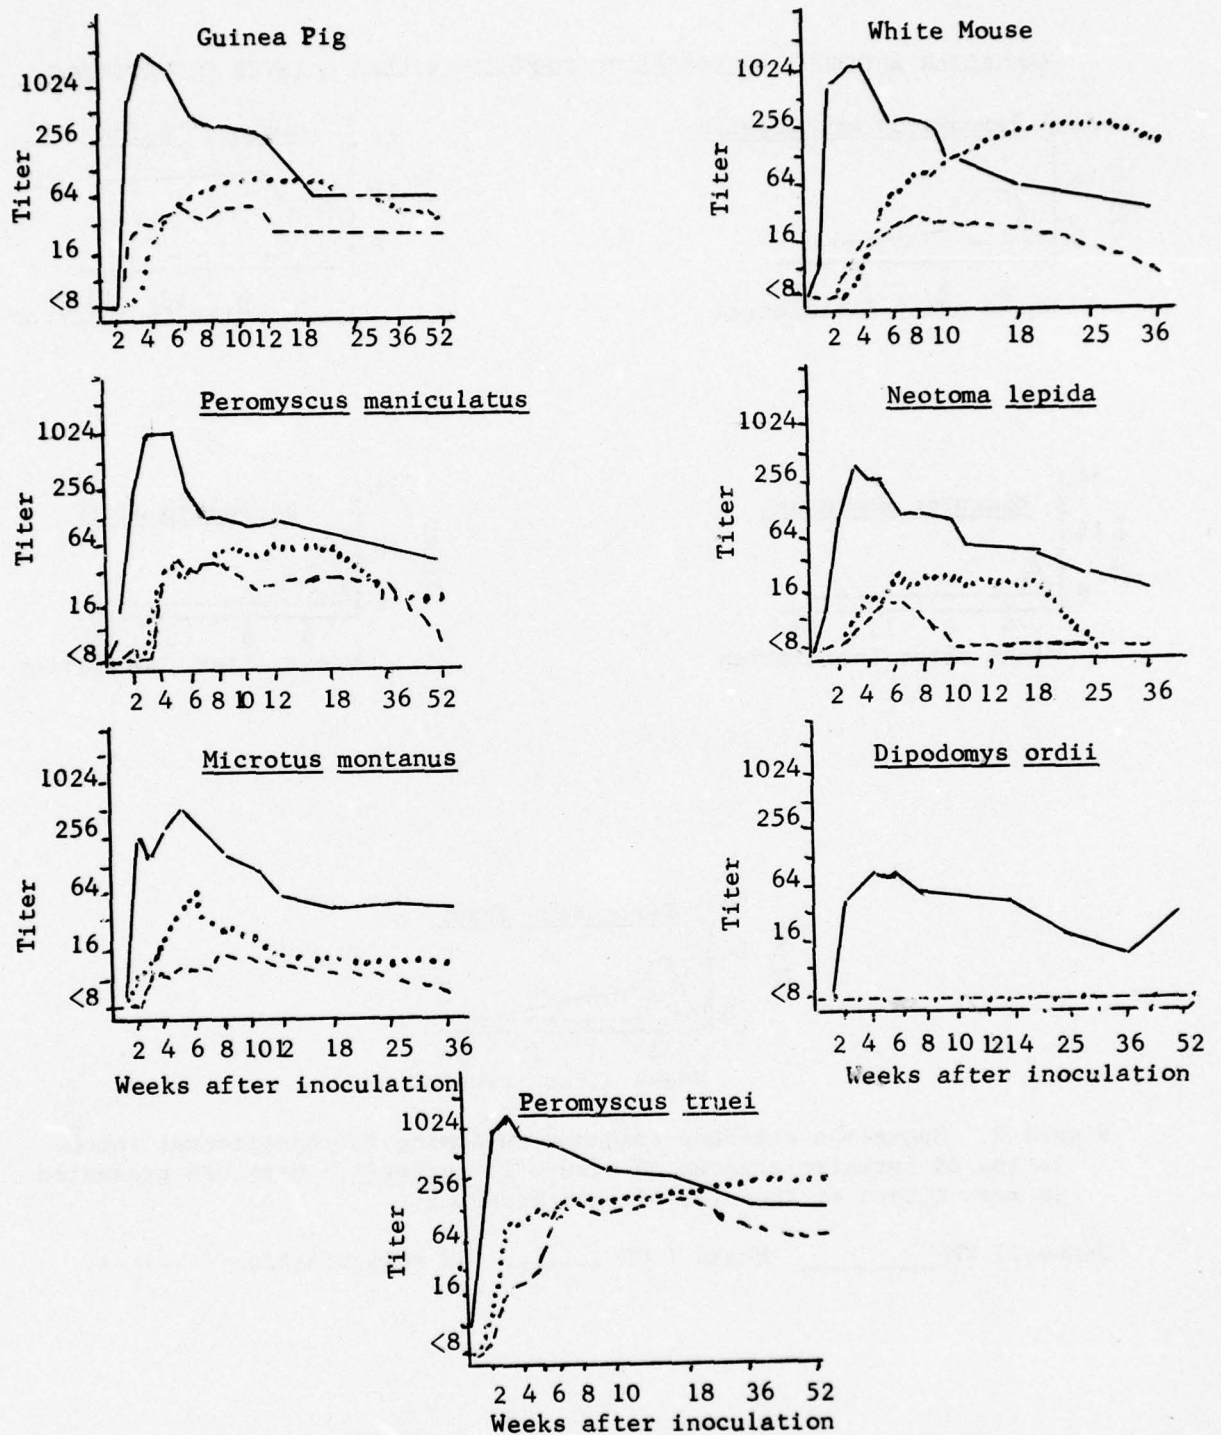 Guinea Pig
1024
256
64
16
<8
Titer
2 4 6 8 10 12 18 25 36 52
White Mouse
1024
256
64
16
<8
Titer
2 4 6 8 10 18 25 36
Peromyscus maniculatus
1024
256
64
16
<8
Titer
2 4 6 8 10 12 18 36 52
Neotoma lepida
1024
256
64
16
<8
Titer
2 4 6 8 10 12 18 25 36
Microtus montanus
1024
256
64
16
<8
Titer
2 4 6 8 10 12 18 25 36
Weeks after inoculation
Dipodomys ordii
1024
256
64
16
<8
Titer
2 4 6 8 10 12 14 25 36 52
Weeks after inoculation
Peromyscus truei
1024
256
64
16
<8
Titer
2 4 6 8 10 18 36 52
Weeks after inoculation